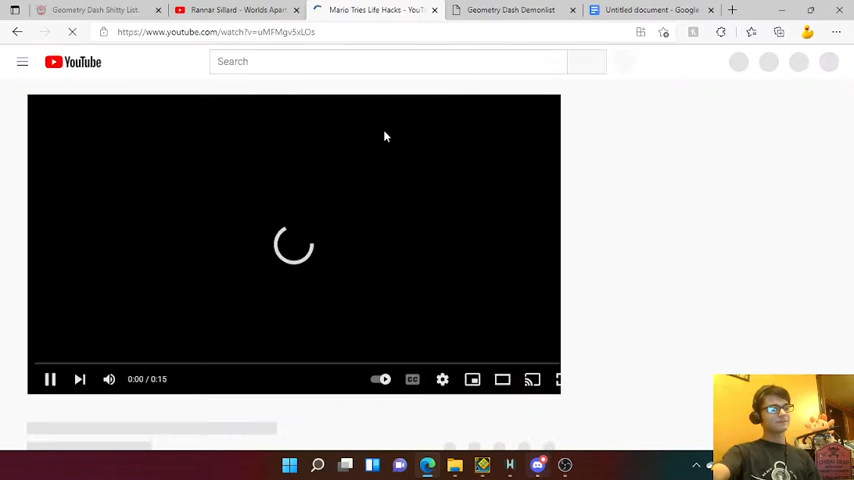 Geometry Dash Shitty List.
Rannar Sillard - Worlds Apart
Mario Tries Life Hacks - YouT
Geometry Dash Demonlist
Untitled document - Google
https://www.youtube.com/watch?v=uMFMgv5xLOs
YouTube
Search
0:00 / 0:15
CC